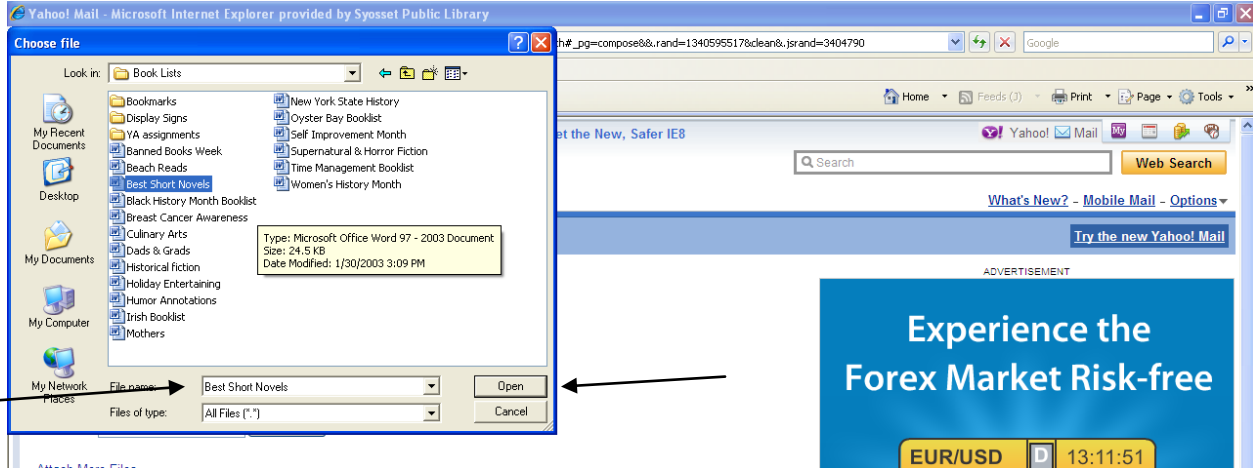 Yahoo! Mail - Microsoft Internet Explorer provided by Syosset Public Library
Choose file
h#_pg=compose&&.rand=1340595517&clean&.jsrand=3404790
Google
Look in:
Book Lists
Home
Feeds (J)
Print
Page
Tools
»
My Recent
Documents
Desktop
My Documents
My Computer
My Network
Places
Bookmarks
Display Signs
YA assignments
Banned Books Week
Beach Reads
Best Short Novels
Black History Month Booklist
Breast Cancer Awareness
Culinary Arts
Dads & Grads
Historical fiction
Holiday Entertaining
Humor Annotations
Irish Booklist
Mothers
New York State History
Oyster Bay Booklist
Self Improvement Month
Supernatural & Horror Fiction
Time Management Booklist
Women's History Month
Type: Microsoft Office Word 97 - 2003 Document
Size: 24.5 KB
Date Modified: 1/30/2003 3:09 PM
File name:
Best Short Novels
Open
Files of type:
All Files (".")
Cancel
et the New, Safer IE8
Y! Yahoo! Mail
My
Search
Web Search
What's New? - Mobile Mail - Options
Try the new Yahoo! Mail
ADVERTISEMENT
Experience the
Forex Market Risk-free
EUR/USD D 13:11:51
Attach More Files